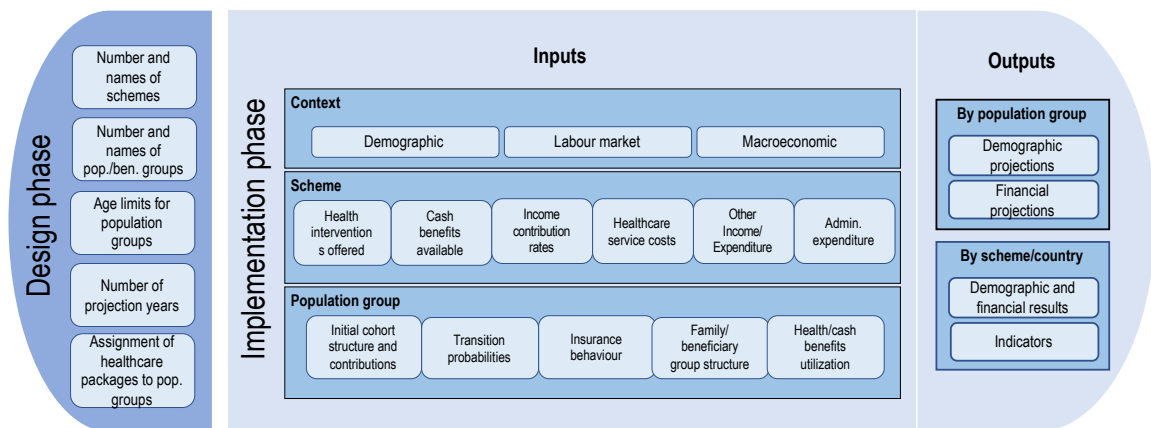 Design phase
Number and
names of
schemes
Number and
names of
pop./ben. groups
Age limits for
population
groups
Number of
projection years
Assignment of
healthcare
packages to pop.
groups
Implementation phase
Inputs
Context
Demographic
Labour market
Macroeconomic
Scheme
Health
intervention
s offered
Cash
benefits
available
Income
contribution
rates
Healthcare
service costs
Other
Income/
Expenditure
Admin.
expenditure
Population group
Initial cohort
structure and
contributions
Transition
probabilities
Insurance
behaviour
Family/
beneficiary
group structure
Health/cash
benefits
utilization
Outputs
By population group
Demographic
projections
Financial
projections
By scheme/country
Demographic and
financial results
Indicators